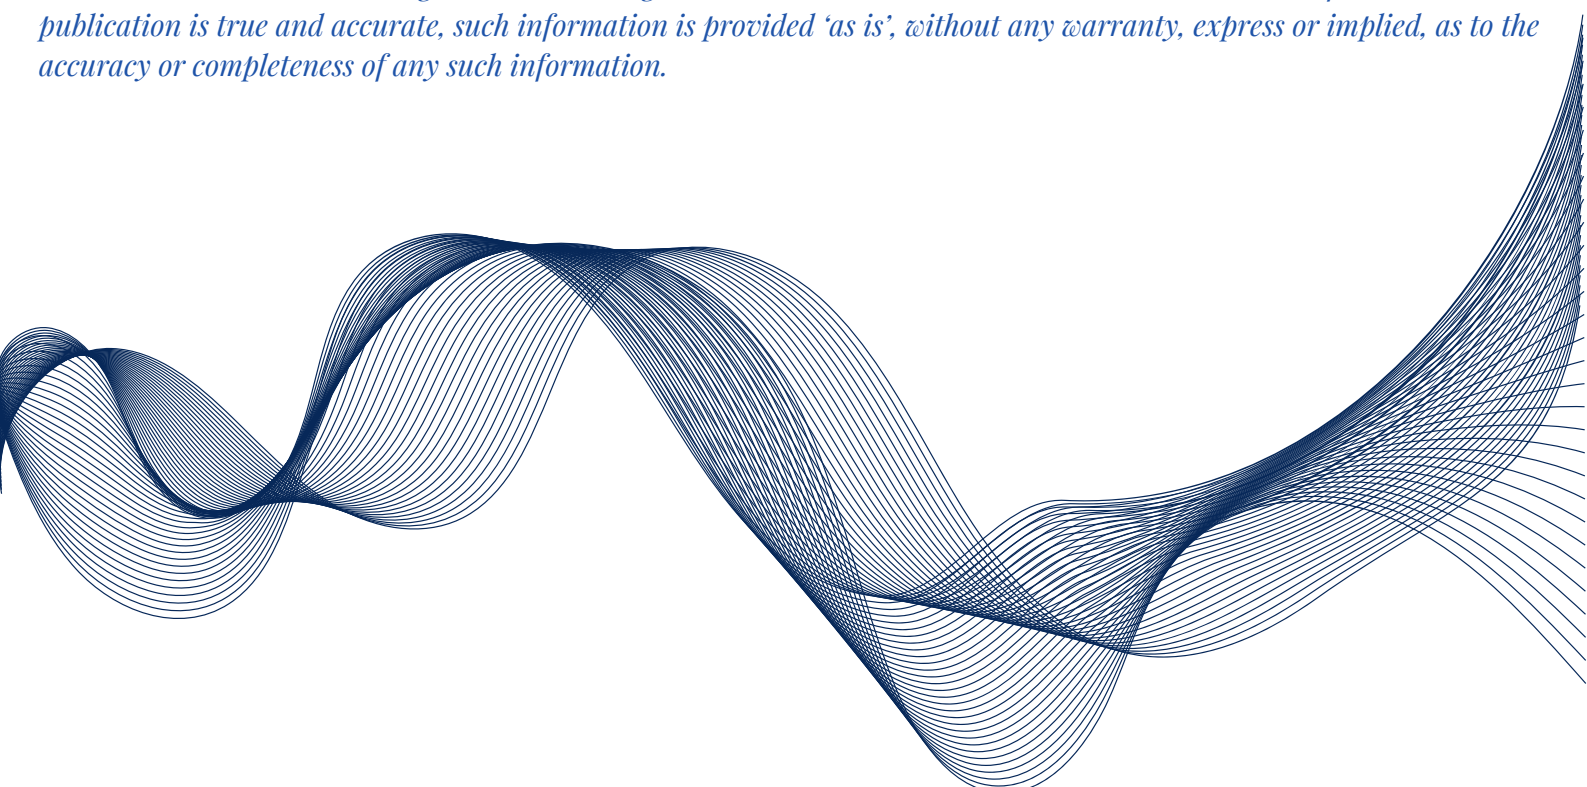 publication is true and accurate, such information is provided ‘as is’, without any warranty, express or implied, as to the
accuracy or completeness of any such information.